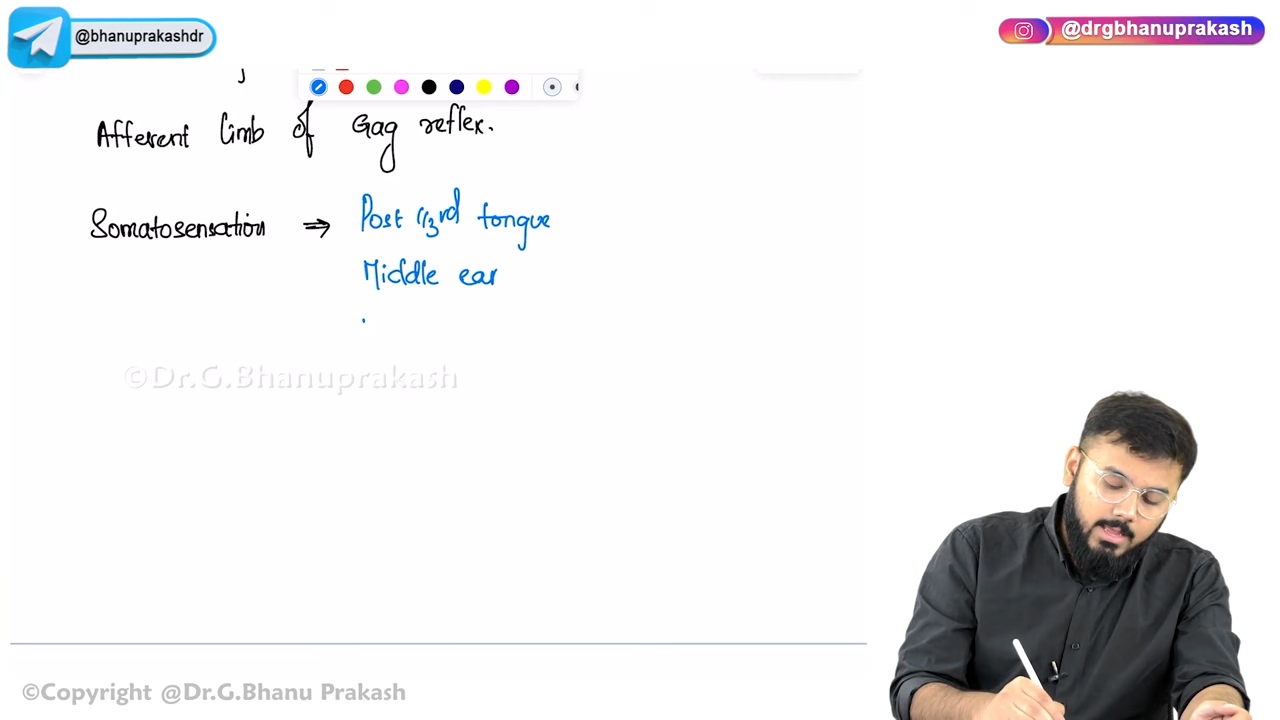 @bhanuprakashdr
@drgbhanuprakash
Afferent limb of Gag reflex.
Somatosensation ⇒ Post 1/3rd tongue
Middle ear
©Dr.G.Bhanuprakash
©Copyright @Dr.G.Bhanu Prakash